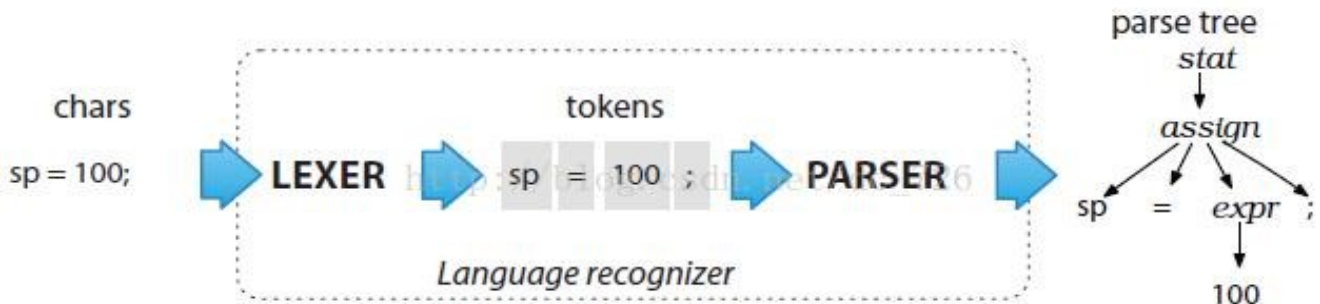 parse tree
stat
chars
tokens
assign
sp = 100;
LEXER
sp = 100 ;
PARSER
sp = expr ;
Language recognizer
100